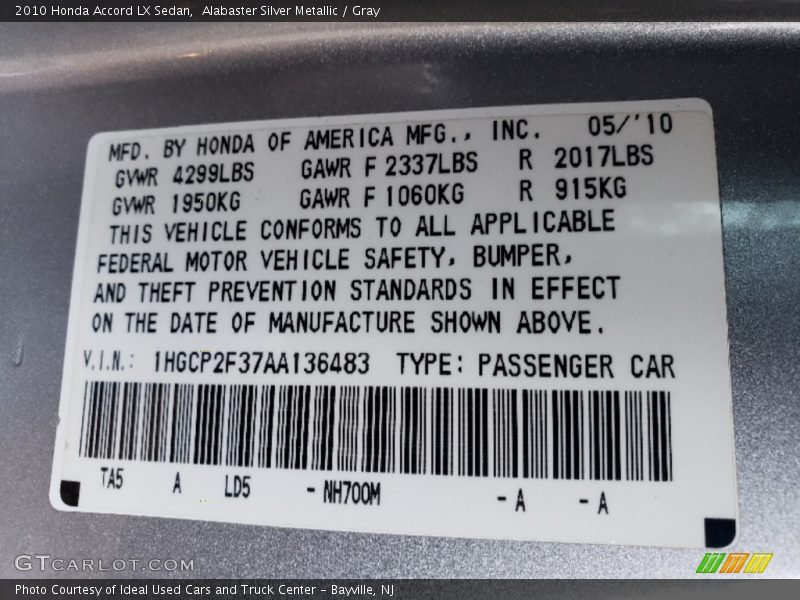 2010 Honda Accord LX Sedan,  Alabaster Silver Metallic / Gray
MFD. BY HONDA OF AMERICA MFG., INC. 05/'10
GVWR 4299LBS GAWR F 2337LBS R 2017LBS
GVWR 1950KG GAWR F 1060KG R 915KG
THIS VEHICLE CONFORMS TO ALL APPLICABLE
FEDERAL MOTOR VEHICLE SAFETY, BUMPER,
AND THEFT PREVENTION STANDARDS IN EFFECT
ON THE DATE OF MANUFACTURE SHOWN ABOVE.
V.I.N.: 1HGCP2F37AA136483 TYPE: PASSENGER CAR
TA5 A LD5 -NH700M -A -A
GTCARLOT.COM
Photo Courtesy of Ideal Used Cars and Truck Center – Bayville, NJ